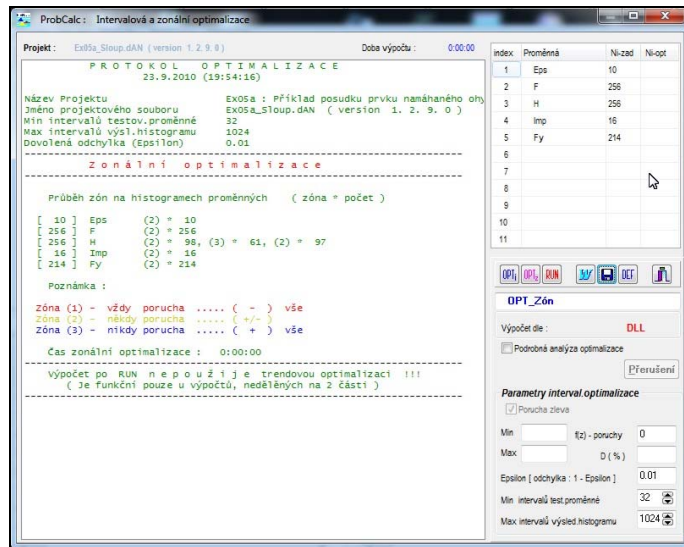 ProbCalc : Intervalová a zonální optimalizace
Projekt : Ex05a_Sloup.dAN ( version 1. 2. 9. 0 ) Doba výpočtu : 0:00:00
P R O T O K O L O P T I M A L I Z A C E
23.9.2010 (19:54:16)
Název Projektu Ex05a : Příklad posudku prvku namáhaného ohy
Jméno projektového souboru Ex05a_Sloup.dAN ( version 1. 2. 9. 0 )
Min intervalů testov.proměnné 32
Max intervalů výsl.histogramu 1024
Dovolená odchylka (Epsilon) 0.01
Z o n á l n í o p t i m a l i z a c e
Průběh zón na histogramech proměnných ( zóna * počet )
[ 10 ] Eps (2) * 10
[ 256 ] F (2) * 256
[ 256 ] H (2) * 98, (3) * 61, (2) * 97
[ 16 ] Imp (2) * 16
[ 214 ] Fy (2) * 214
Poznámka :
Zóna (1) - vždy porucha ..... ( - ) vše
Zóna (2) - někdy porucha ..... ( +/- )
Zóna (3) - nikdy porucha ..... ( + ) vše
Čas zonální optimalizace : 0:00:00
Výpočet po RUN n e p o u ž i j e trendovou optimalizaci !!!
( Je funkční pouze u výpočtů, nedělěných na 2 části )
index Proměnná Ni-zad Ni-opt
1 Eps 10
2 F 256
3 H 256
4 Imp 16
5 Fy 214
6
7
8
9
10
11
OPT₁ OPT₂ RUN DEF
OPT_Zón
Výpočet dle : DLL
Podrobná analýza optimalizace
Přerušení
Parametry interval.optimalizace
Porucha zleva
Min f(z) - poruchy 0
Max D ( % )
Epsilon [ odchylka : 1 - Epsilon ] 0.01
Min intervalů test.proměnné 32
Max intervalů výsled.histogramu 1024